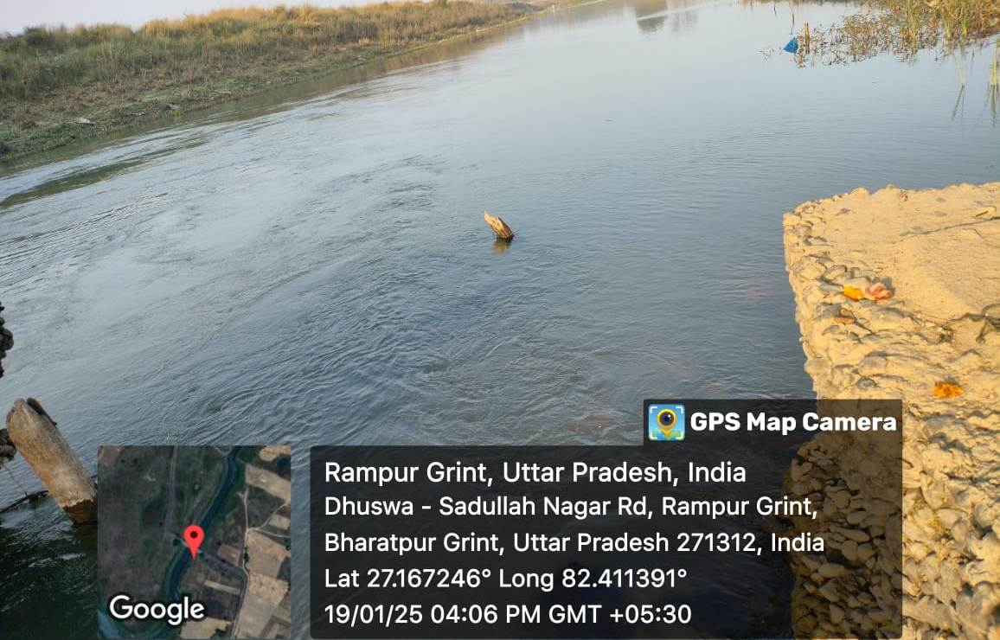 GPS Map Camera
Rampur Grint, Uttar Pradesh, India
Dhuswa - Sadullah Nagar Rd, Rampur Grint,
Bharatpur Grint, Uttar Pradesh 271312, India
Lat 27.167246° Long 82.411391°
19/01/25 04:06 PM GMT +05:30
Google